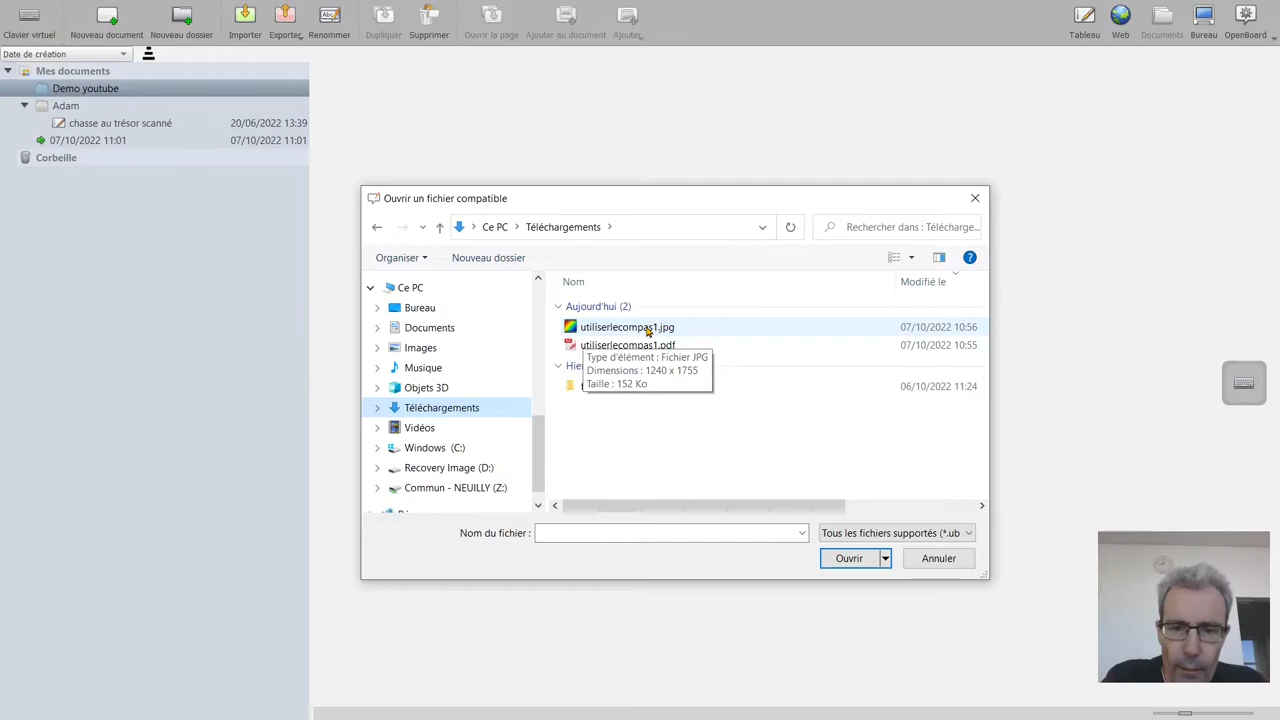 Clavier virtuel
Nouveau document
Nouveau dossier
Importer
Exporter
Renommer
Dupliquer
Supprimer
Ouvrir la page
Ajouter au document
Ajouter
Tableau
Web
Documents
Bureau
OpenBoard
Date de création
Mes documents
Demo youtube
Adam
chasse au trésor scanné 20/06/2022 13:39
07/10/2022 11:01 07/10/2022 11:01
Corbeille
Ouvrir un fichier compatible
Ce PC > Téléchargements >
Rechercher dans : Télécharge...
Organiser
Nouveau dossier
Ce PC
Bureau
Documents
Images
Musique
Objets 3D
Téléchargements
Vidéos
Windows (C:)
Recovery Image (D:)
Commun - NEUILLY (Z:)
Nom
Modifié le
Aujourd'hui (2)
utiliserlecompas1.jpg 07/10/2022 10:56
utiliserlecompas1.pdf 07/10/2022 10:55
Type d'élément : Fichier JPG
Dimensions : 1240 x 1755
Taille : 152 Ko
06/10/2022 11:24
Nom du fichier :
Tous les fichiers supportés (*.ub
Ouvrir
Annuler